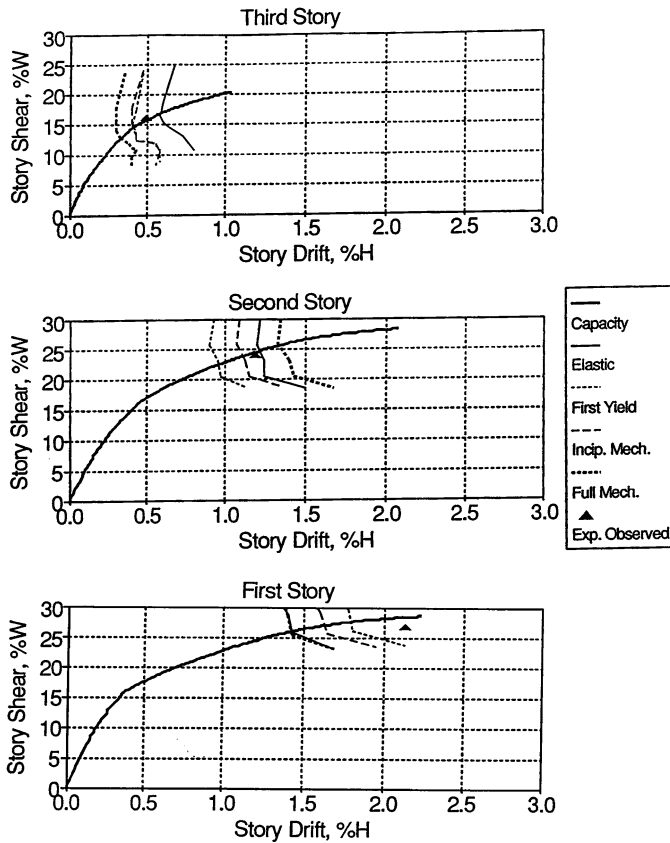 Third Story
Story Shear, %W
30
25
20
15
10
5
0
0.0 0.5 1.0 1.5 2.0 2.5 3.0
Story Drift, %H
Second Story
Story Shear, %W
30
25
20
15
10
5
0
0.0 0.5 1.0 1.5 2.0 2.5 3.0
Story Drift, %H
Capacity
Elastic
First Yield
Incip. Mech.
Full Mech.
Exp. Observed
First Story
Story Shear, %W
30
25
20
15
10
5
0
0.0 0.5 1.0 1.5 2.0 2.5 3.0
Story Drift, %H